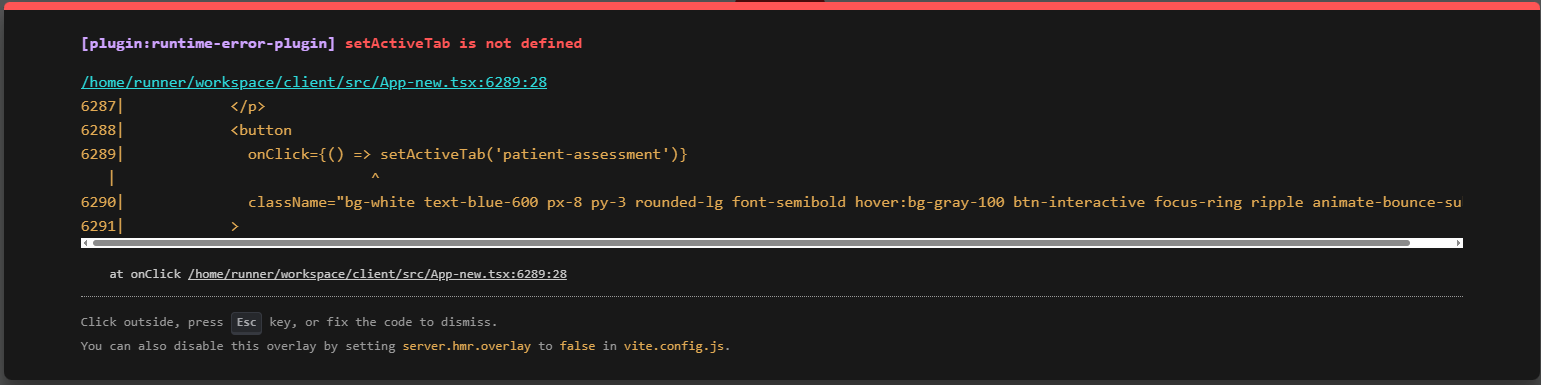 [plugin:runtime-error-plugin] setActiveTab is not defined
/home/runner/workspace/client/src/App-new.tsx:6289:28
6287|            </p>
6288|            <button
6289|              onClick={() => setActiveTab('patient-assessment')}
   |                             ^
6290|              className="bg-white text-blue-600 px-8 py-3 rounded-lg font-semibold hover:bg-gray-100 btn-interactive focus-ring ripple animate-bounce-su
6291|            >
at onClick /home/runner/workspace/client/src/App-new.tsx:6289:28
Click outside, press Esc key, or fix the code to dismiss.
You can also disable this overlay by setting server.hmr.overlay to false in vite.config.js.